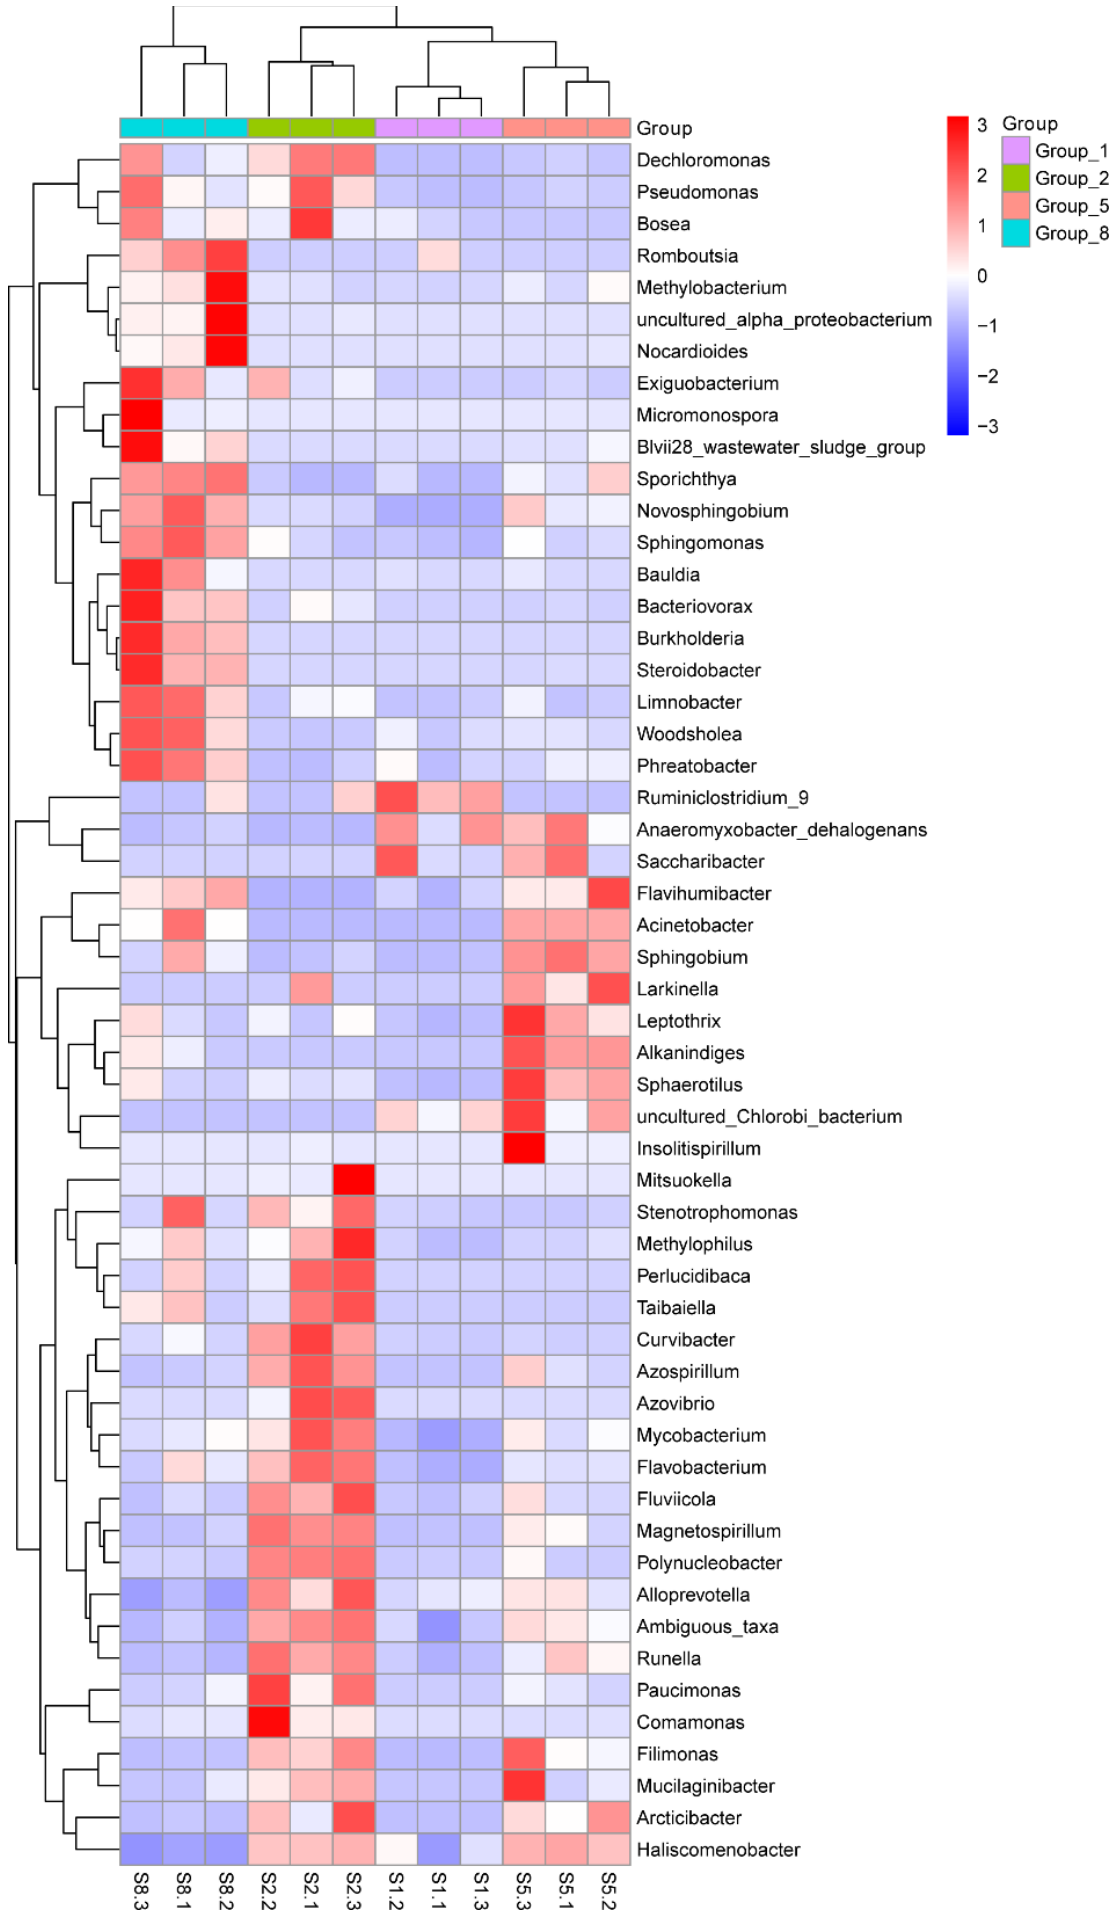 Group
Dechloromonas
Pseudomonas
Bosea
Romboutsia
Methylobacterium
uncultured_alpha_proteobacterium
Nocardioides
Exiguobacterium
Micromonospora
Blvii28_wastewater_sludge_group
Sporichthya
Novosphingobium
Sphingomonas
Bauldia
Bacteriovorax
Burkholderia
Steroidobacter
Limnobacter
Woodsholea
Phreatobacter
Ruminiclostridium_9
Anaeromyxobacter_dehalogenans
Saccharibacter
Flavihumibacter
Acinetobacter
Sphingobium
Larkinella
Leptothrix
Alkanindiges
Sphaerotilus
uncultured_Chlorobi_bacterium
Insolitispirillum
Mitsuokella
Stenotrophomonas
Methylophilus
Perlucidibaca
Taibaiella
Curvibacter
Azospirillum
Azovibrio
Mycobacterium
Flavobacterium
Fluviicola
Magnetospirillum
Polynucleobacter
Alloprevotella
Ambiguous_taxa
Runella
Paucimonas
Comamonas
Filimonas
Mucilaginibacter
Arcticibacter
Haliscomenobacter
S8.3
S8.1
S8.2
S2.2
S2.1
S2.3
S1.2
S1.1
S1.3
S5.3
S5.1
S5.2
3
2
1
0
−1
−2
−3
Group
Group_1
Group_2
Group_5
Group_8